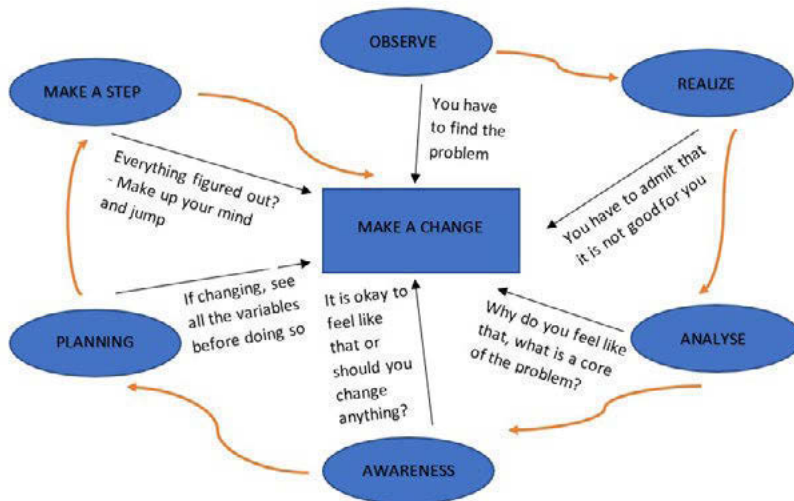 OBSERVE
REALIZE
MAKE A STEP
You have
to find the
problem
Everything figured out?
- Make up your mind
and jump
You have to admit that
it is not good for you
MAKE A CHANGE
If changing, see
all the variables
before doing so
It is okay to
feel like
that or
should you
change
anything?
Why do you feel like
that, what is a core
of the problem?
PLANNING
ANALYSE
AWARENESS